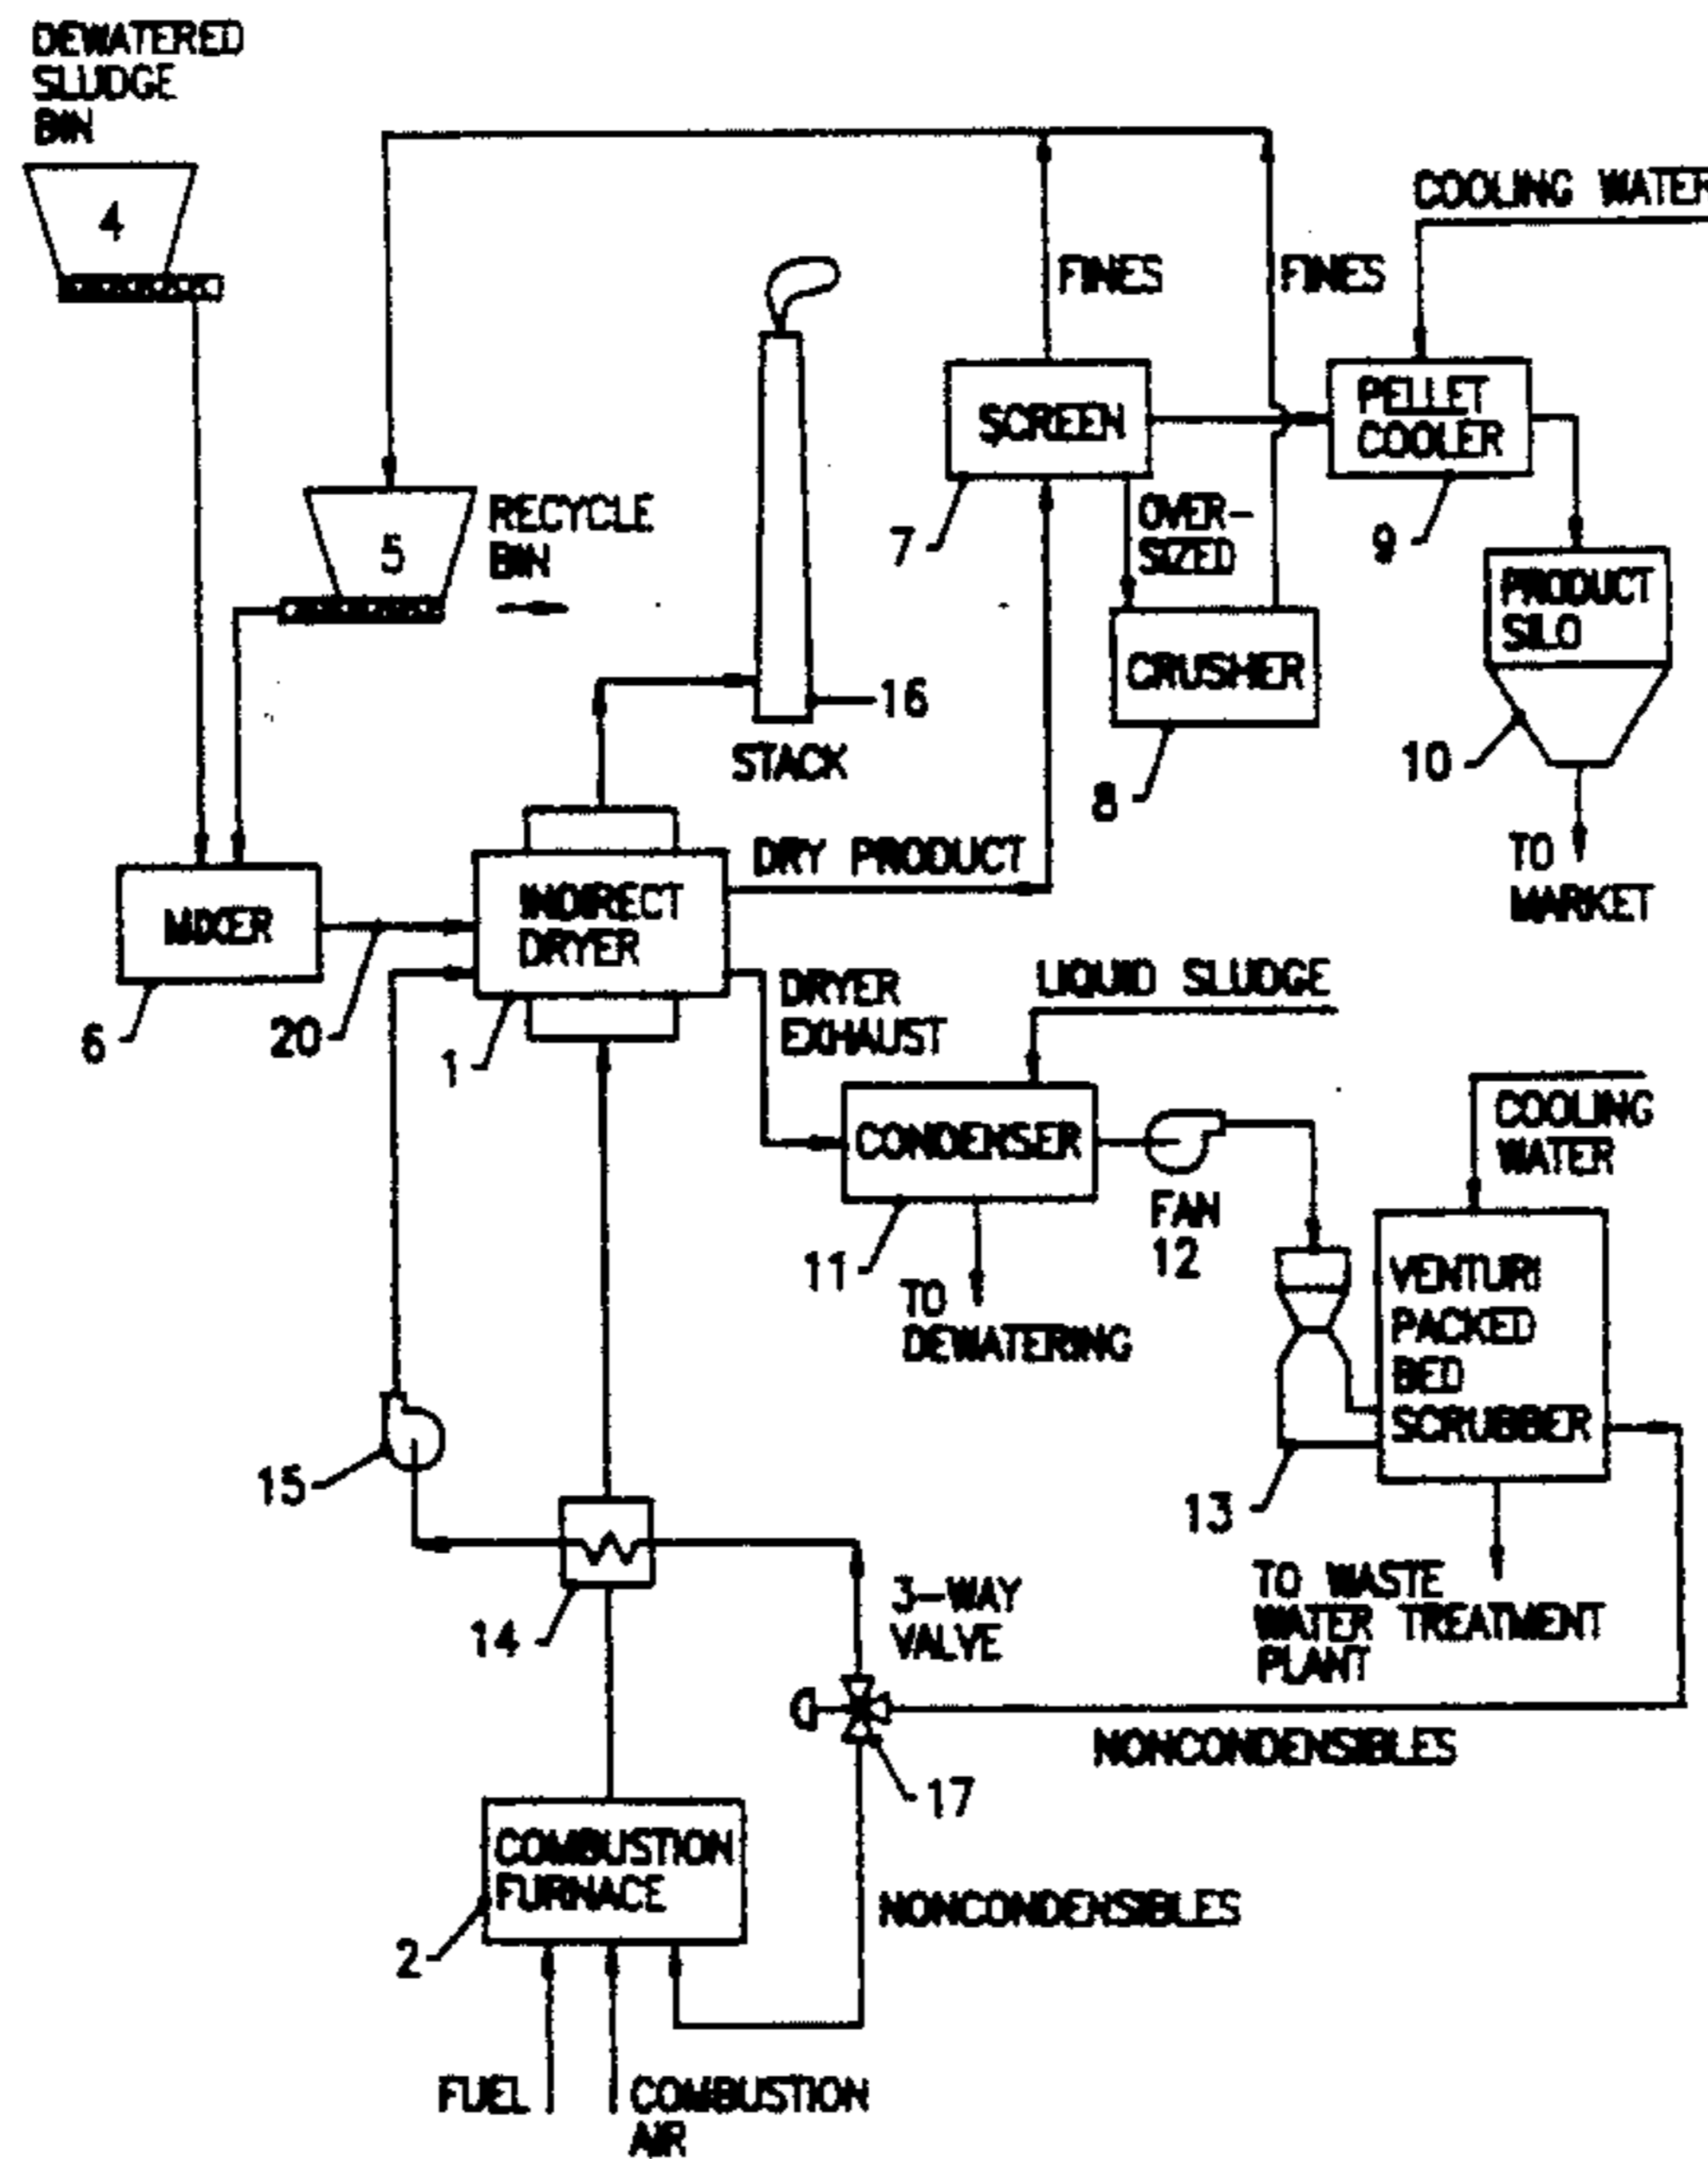 DEWATERED
SLUDGE
BIN
4
COOLING WATER
FINES
FINES
SCREEN
PELLET
COOLER
RECYCLE
BIN
5
7
OVER-
SIZED
9
PRODUCT
SILO
CRUSHER
16
STACK
8
10
TO
MARKET
DRY PRODUCT
MIXER
INDIRECT
DRYER
6
20
1
DRYER
EXHAUST
LIQUID SLUDGE
CONDENSER
COOLING
WATER
FAN
12
11
TO
DEWATERING
VENTURI
PACKED
BED
SCRUBBER
15
13
14
3-WAY
VALVE
TO WASTE
WATER TREATMENT
PLANT
NONCONDENSIBLES
17
COMBUSTION
FURNACE
NONCONDENSIBLES
2
FUEL
COMBUSTION
AIR